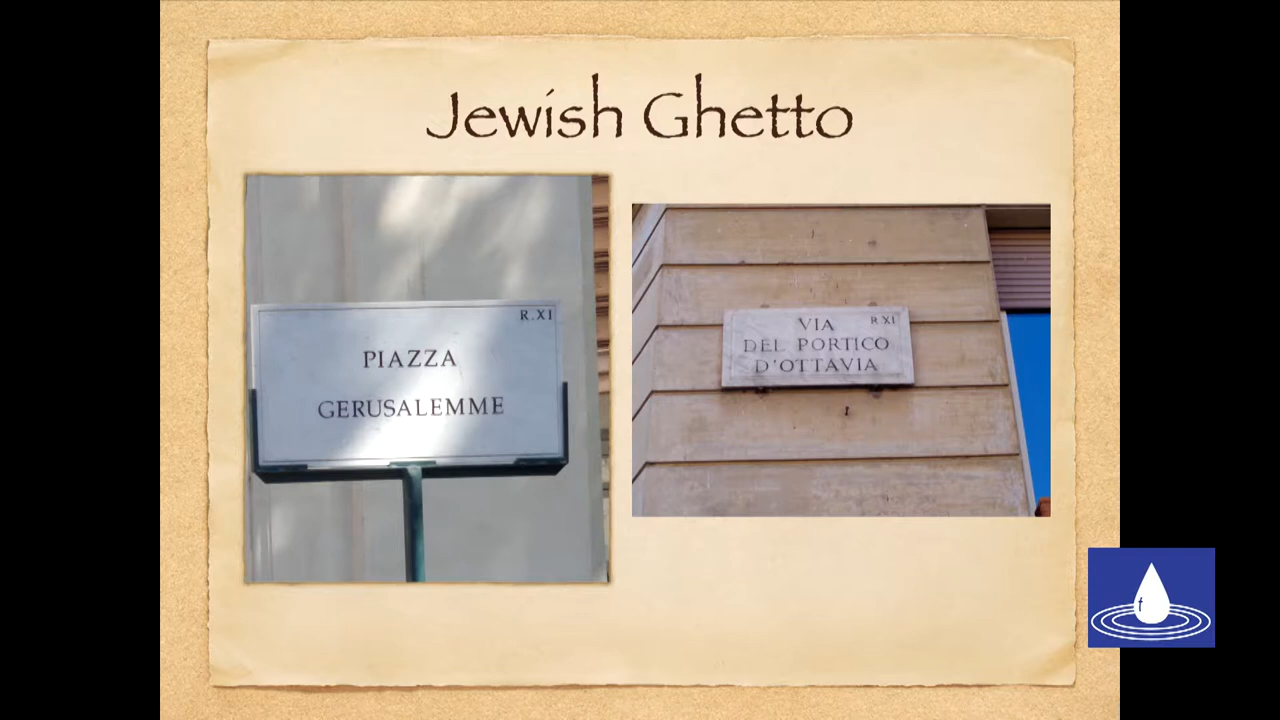 Jewish Ghetto
R.XI
PIAZZA
GERUSALEMME
VIA R XI
DEL PORTICO
D'OTTAVIA
t